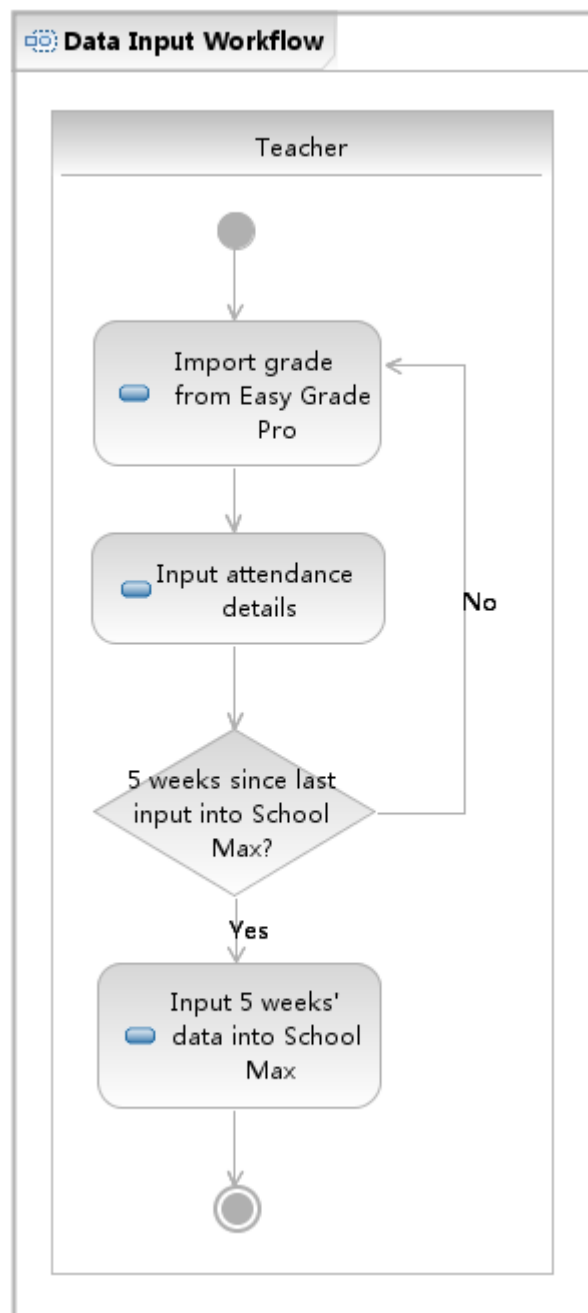 Data Input Workflow
Teacher
Import grade
from Easy Grade
Pro
Input attendance
details
No
5 weeks since last
input into School
Max?
Yes
Input 5 weeks'
data into School
Max